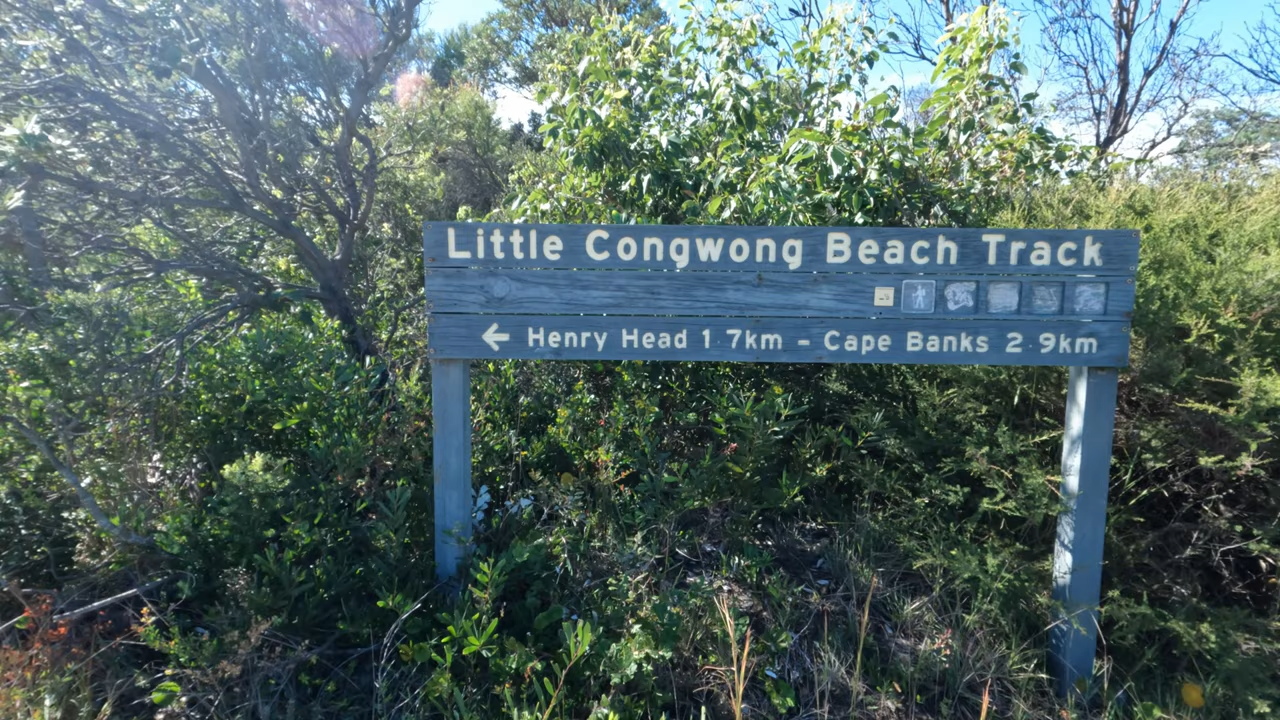 Little Congwong Beach Track
← Henry Head 1.7km - Cape Banks 2.9km